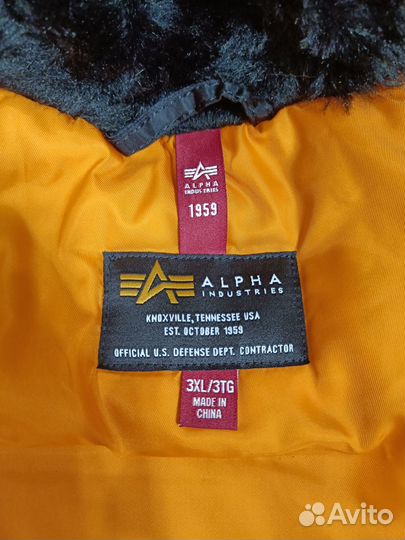 ALPHA
INDUSTRIES
1959
ALPHA
INDUSTRIES
KNOXVILLE, TENNESSEE USA
EST. OCTOBER 1959
OFFICIAL U.S. DEFENSE DEPT. CONTRACTOR
3XL/3TG
MADE IN
CHINA
Avito